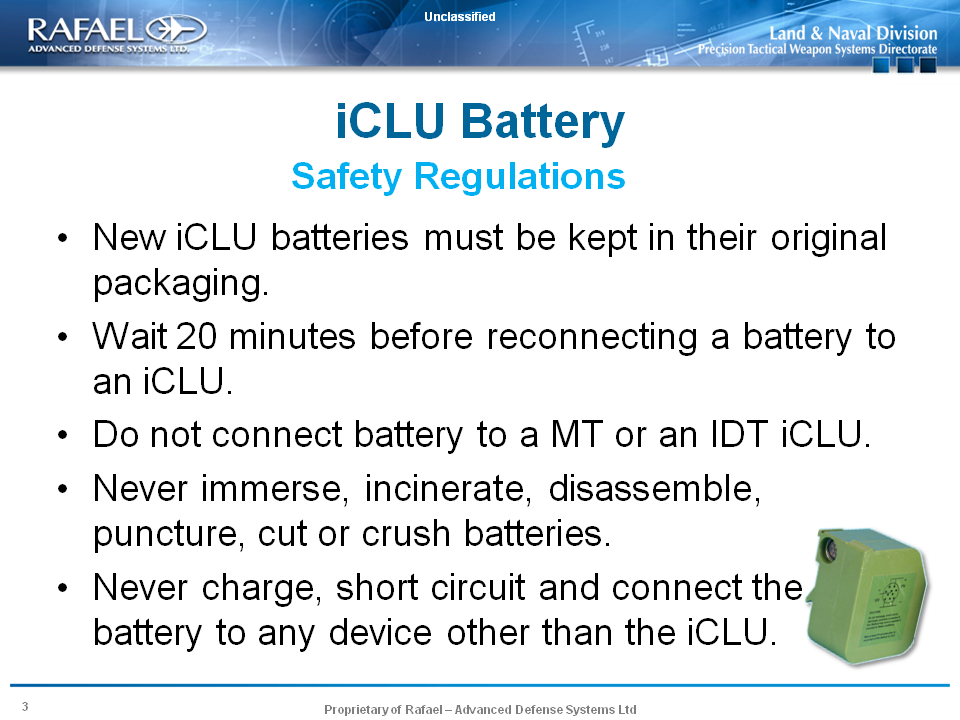 Unclassified
RAFAEL
ADVANCED DEFENSE SYSTEMS LTD.
Land & Naval Division
Precision Tactical Weapon Systems Directorate
iCLU Battery
Safety Regulations
• New iCLU batteries must be kept in their original
packaging.
• Wait 20 minutes before reconnecting a battery to
an iCLU.
• Do not connect battery to a MT or an IDT iCLU.
• Never immerse, incinerate, disassemble,
puncture, cut or crush batteries.
• Never charge, short circuit and connect the
battery to any device other than the iCLU.
3
Proprietary of Rafael – Advanced Defense Systems Ltd